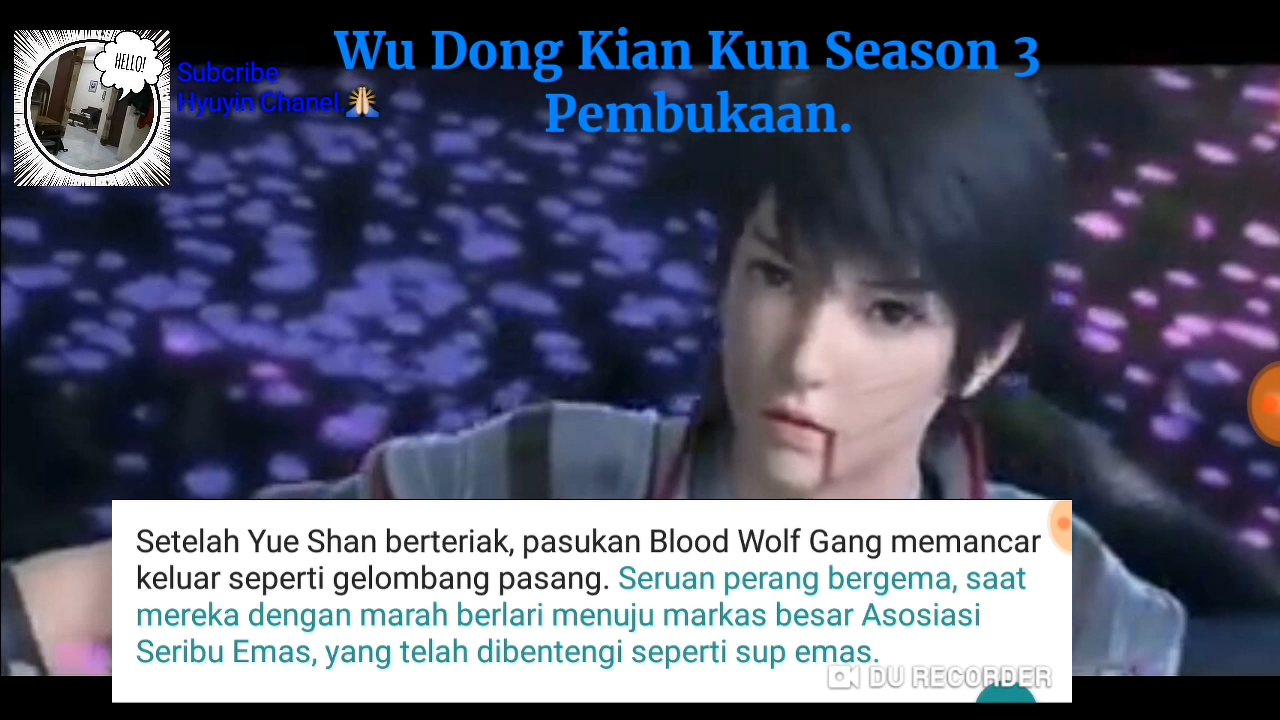 HELLO!
Subcribe
Hyuyin Chanel 🙏
Wu Dong Kian Kun Season 3
Pembukaan.
Setelah Yue Shan berteriak, pasukan Blood Wolf Gang memancar
keluar seperti gelombang pasang. Seruan perang bergema, saat
mereka dengan marah berlari menuju markas besar Asosiasi
Seribu Emas, yang telah dibentengi seperti sup emas.
DU RECORDER